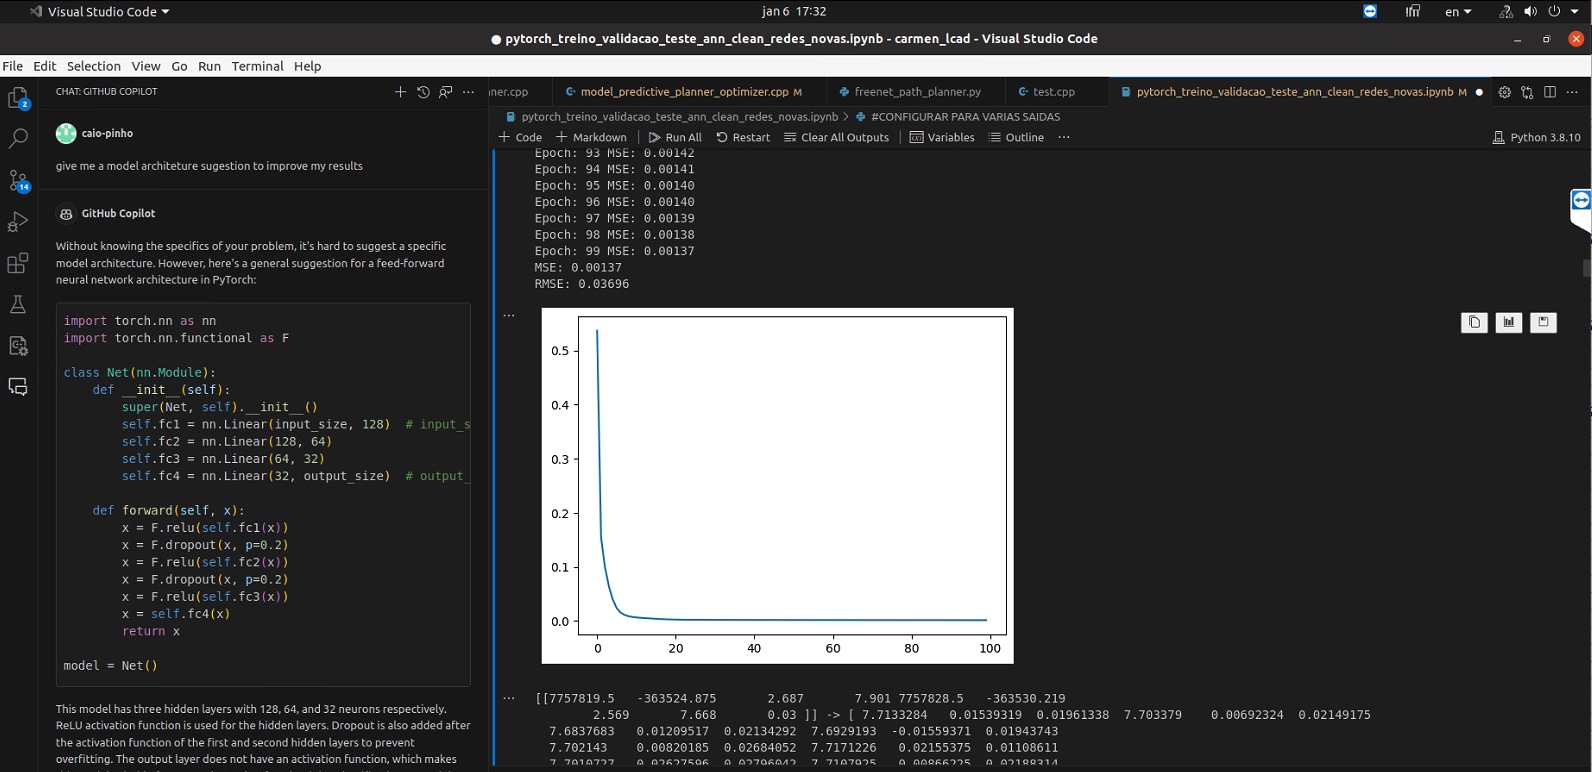 Visual Studio Code
jan 6 17:32
en
pytorch_treino_validacao_teste_ann_clean_redes_novas.ipynb - carmen_lcad - Visual Studio Code
File Edit Selection View Go Run Terminal Help
CHAT: GITHUB COPILOT
2
14
caio-pinho
give me a model architeture sugestion to improve my results
GitHub Copilot
Without knowing the specifics of your problem, it's hard to suggest a specific
model architecture. However, here's a general suggestion for a feed-forward
neural network architecture in PyTorch:
import torch.nn as nn
import torch.nn.functional as F
class Net(nn.Module):
def __init__(self):
super(Net, self).__init__()
self.fc1 = nn.Linear(input_size, 128) # input_s
self.fc2 = nn.Linear(128, 64)
self.fc3 = nn.Linear(64, 32)
self.fc4 = nn.Linear(32, output_size) # output_
def forward(self, x):
x = F.relu(self.fc1(x))
x = F.dropout(x, p=0.2)
x = F.relu(self.fc2(x))
x = F.dropout(x, p=0.2)
x = F.relu(self.fc3(x))
x = self.fc4(x)
return x
model = Net()
This model has three hidden layers with 128, 64, and 32 neurons respectively.
ReLU activation function is used for the hidden layers. Dropout is also added after
the activation function of the first and second hidden layers to prevent
overfitting. The output layer does not have an activation function, which makes
ner.cpp
model_predictive_planner_optimizer.cpp M
freenet_path_planner.py
test.cpp
pytorch_treino_validacao_teste_ann_clean_redes_novas.ipynb M
pytorch_treino_validacao_teste_ann_clean_redes_novas.ipynb > #CONFIGURAR PARA VARIAS SAIDAS
+ Code + Markdown Run All Restart Clear All Outputs Variables Outline ...
Python 3.8.10
Epoch: 93 MSE: 0.00142
Epoch: 94 MSE: 0.00141
Epoch: 95 MSE: 0.00140
Epoch: 96 MSE: 0.00140
Epoch: 97 MSE: 0.00139
Epoch: 98 MSE: 0.00138
Epoch: 99 MSE: 0.00137
MSE: 0.00137
RMSE: 0.03696
0.5
0.4
0.3
0.2
0.1
0.0
0 20 40 60 80 100
[[7757819.5 -363524.875 2.687 7.901 7757828.5 -363530.219
2.569 7.668 0.03 ]] -> [ 7.7133284 0.01539319 0.01961338 7.703379 0.00692324 0.02149175
7.6837683 0.01209517 0.02134292 7.6929193 -0.01559371 0.01943743
7.702143 0.00820185 0.02684052 7.7171226 0.02155375 0.01108611
7.7010727 0.02627596 0.02796042 7.7107925 0.00866225 0.02188314